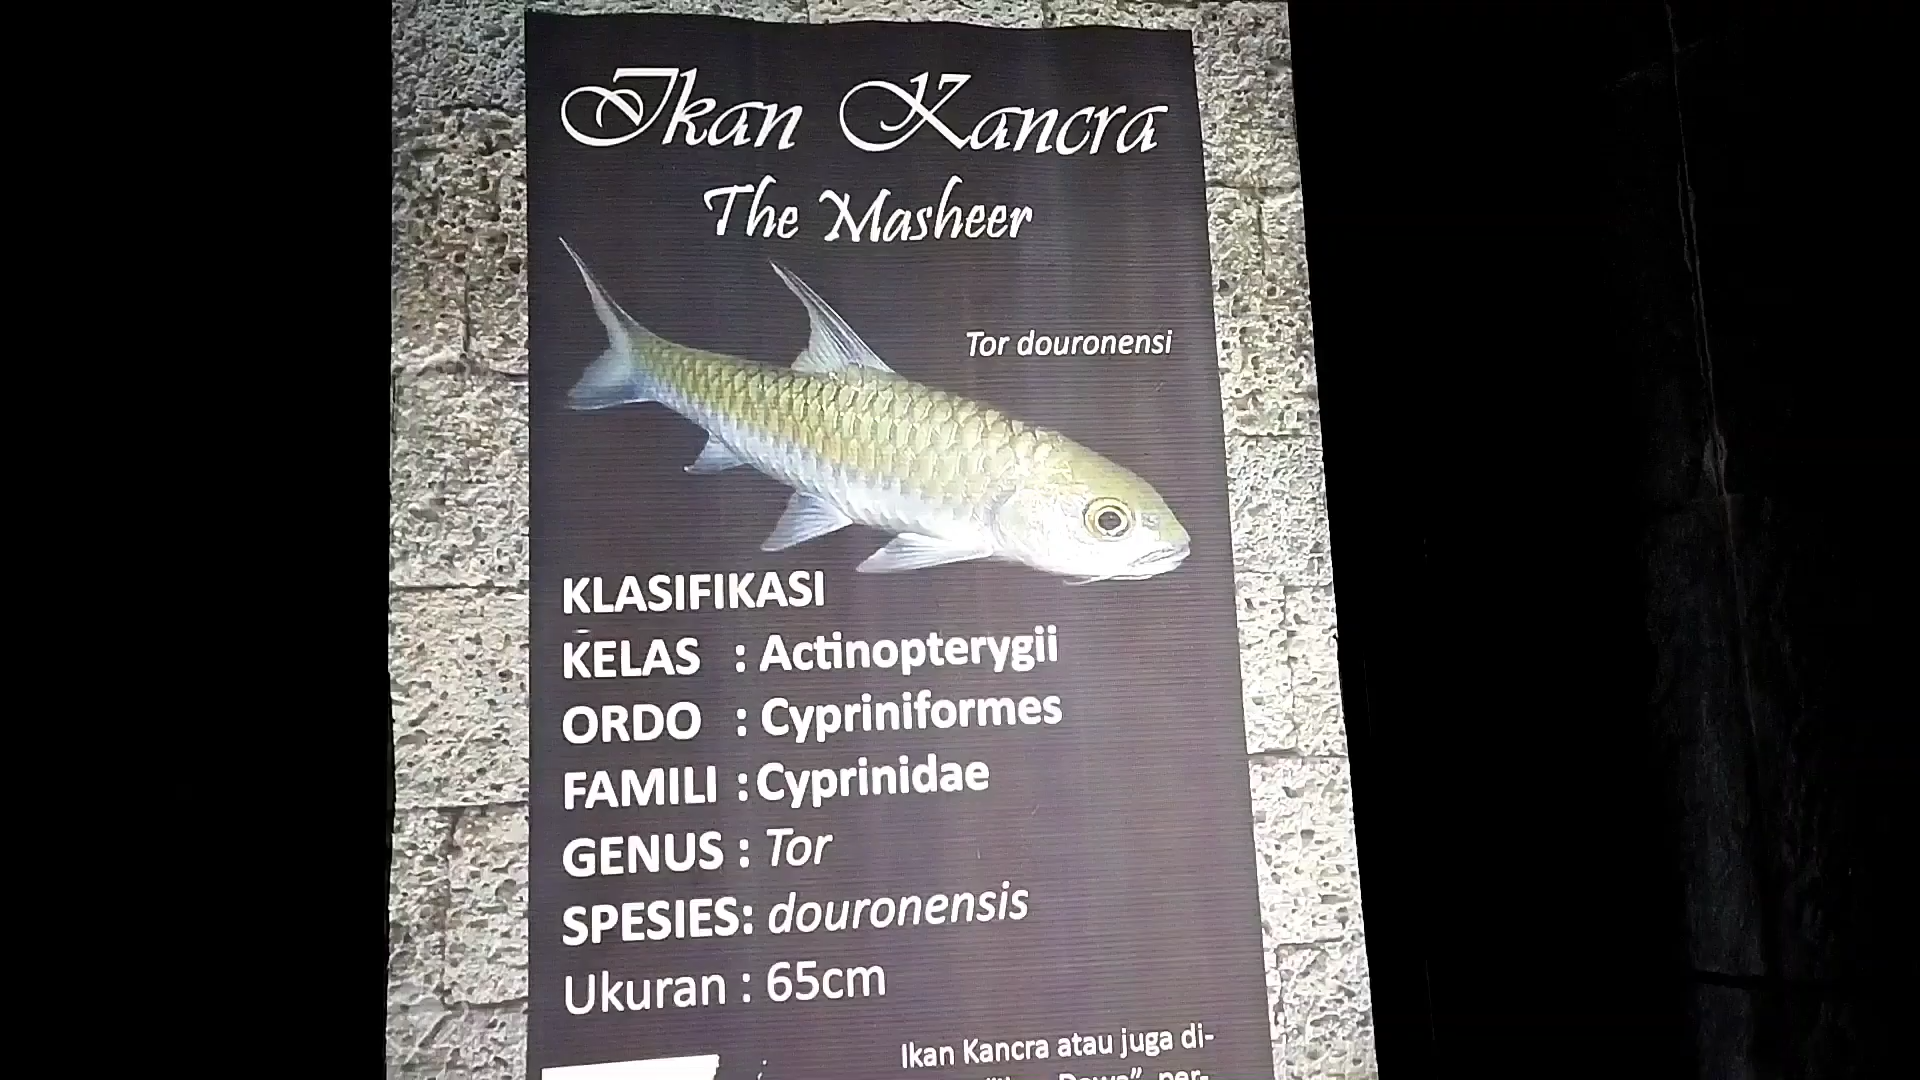 Ikan Kancra
The Masheer
Tor douronensi
KLASIFIKASI
KELAS : Actinopterygii
ORDO : Cypriniformes
FAMILI : Cyprinidae
GENUS : Tor
SPESIES: douronensis
Ukuran : 65cm
Ikan Kancra atau juga di-